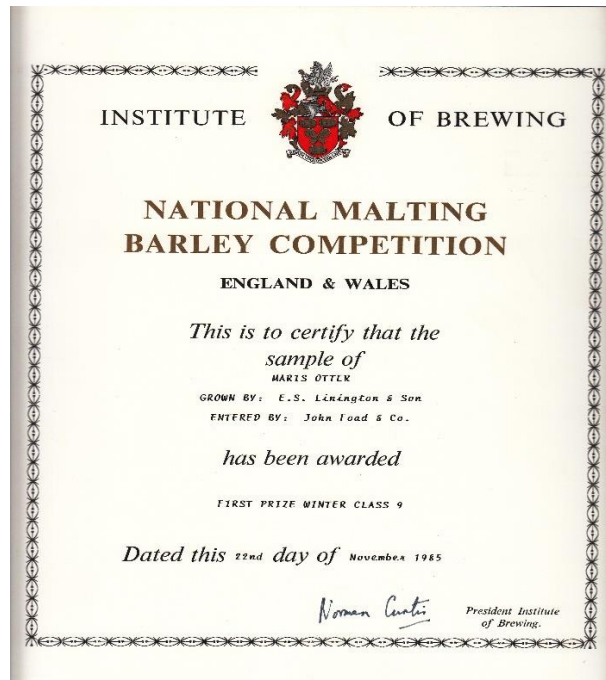 INSTITUTE OF BREWING
NATIONAL MALTING
BARLEY COMPETITION
ENGLAND & WALES
This is to certify that the
sample of
MARIS OTTER
GROWN BY: E.S. Linington & Son
ENTERED BY: John Toad & Co.
has been awarded
FIRST PRIZE WINTER CLASS 9
Dated this 22nd day of November 1985
Norman Curtis
President Institute
of Brewing.